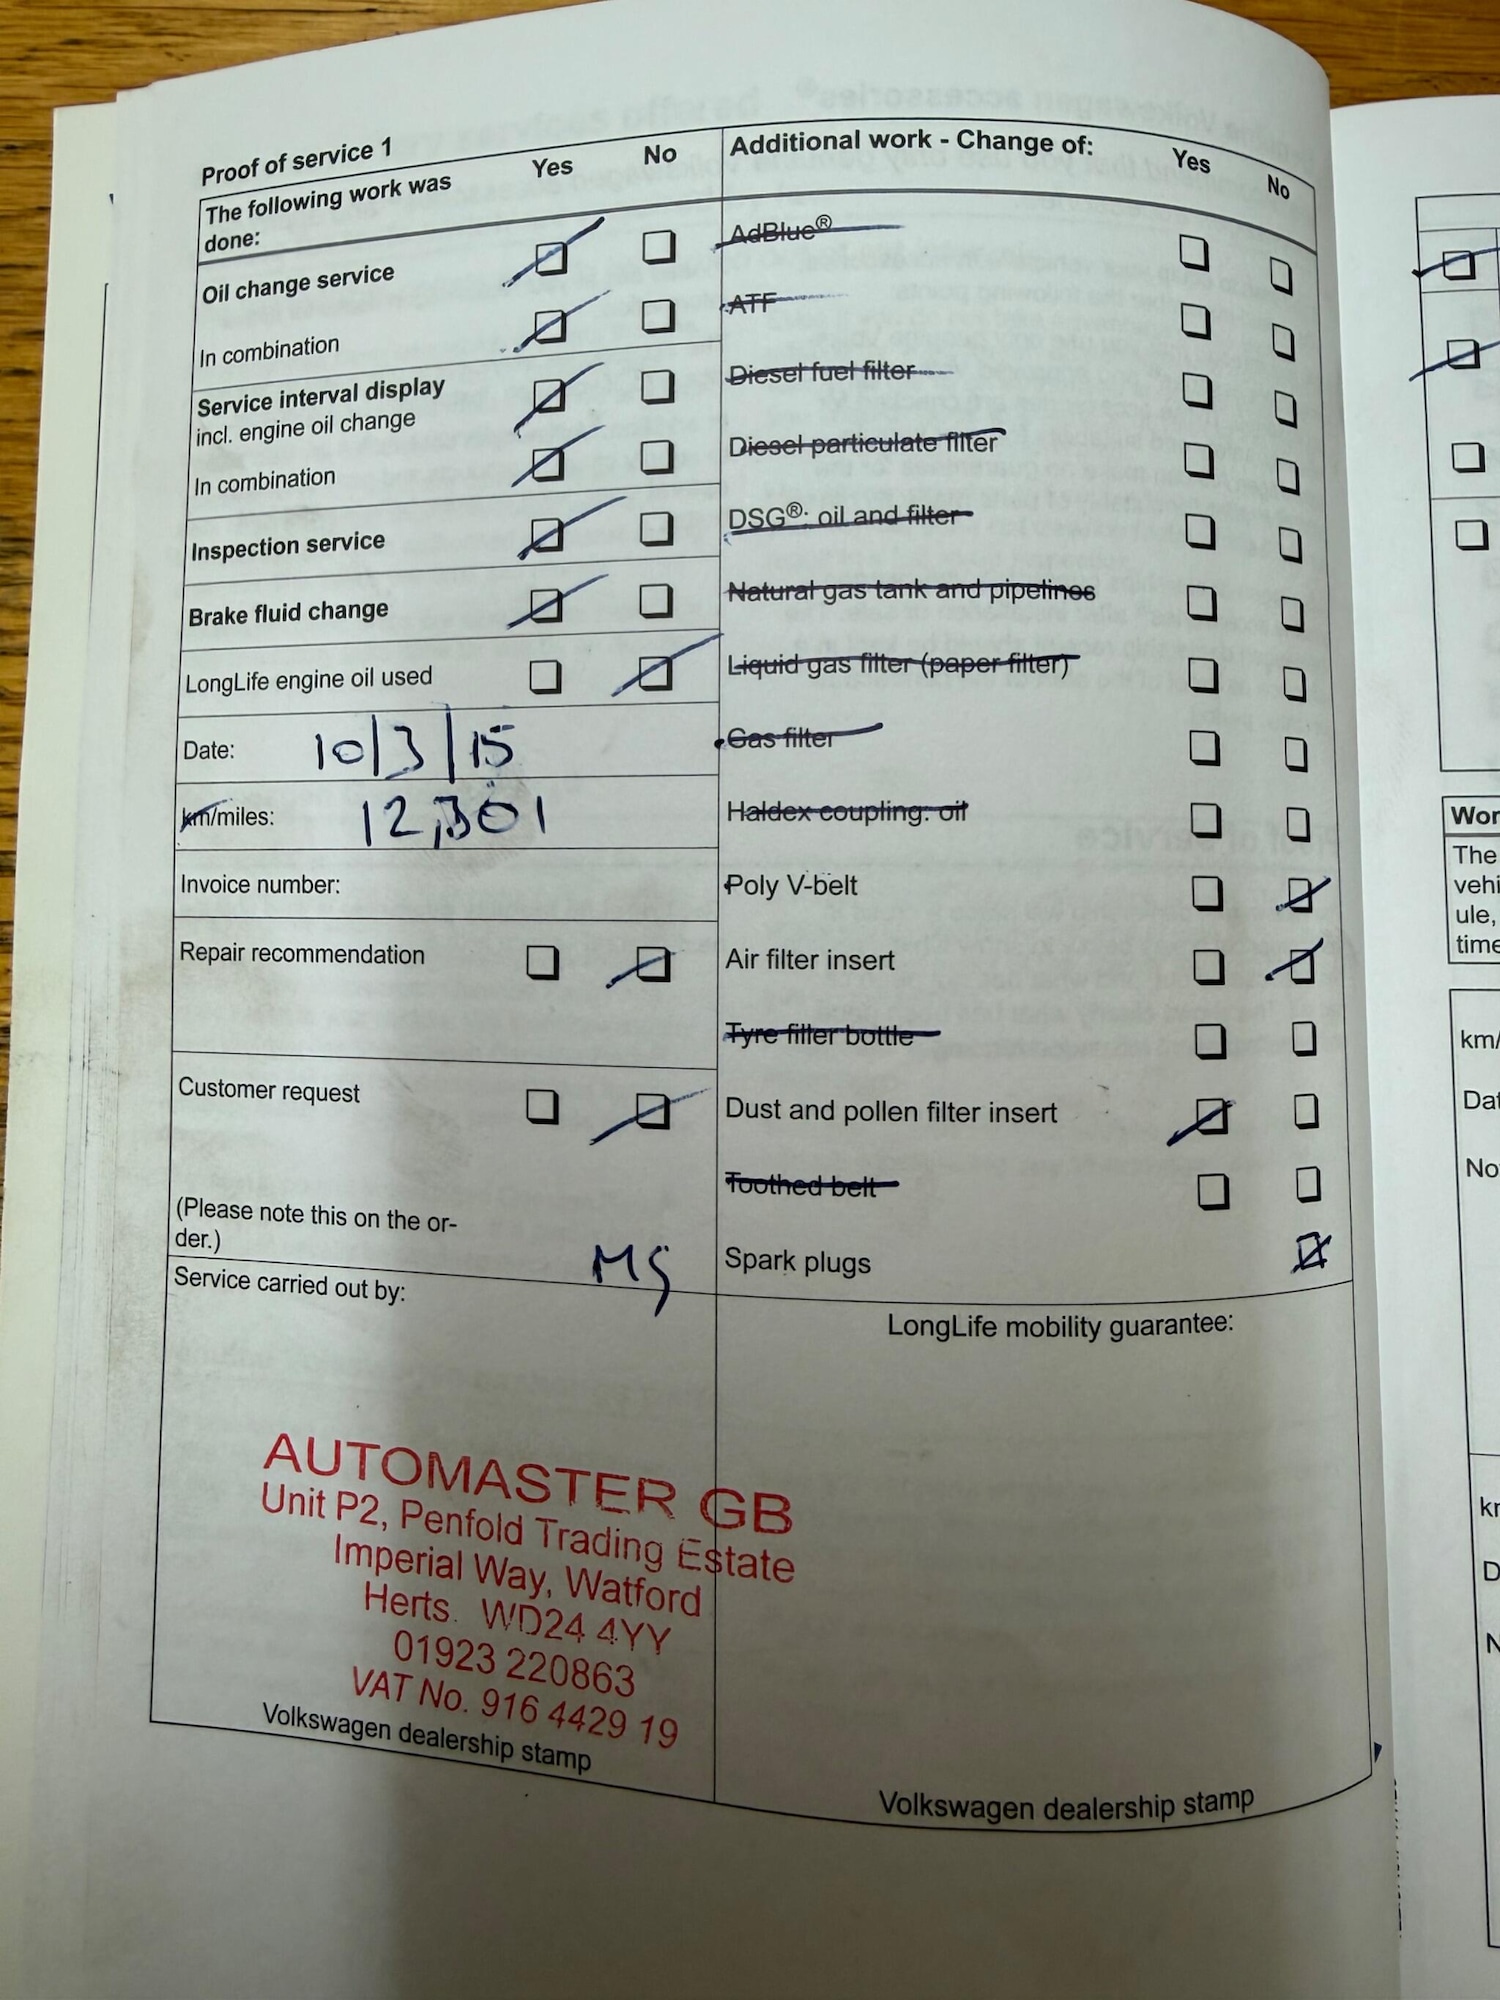 Proof of service 1
The following work was
done:
Yes
No
Oil change service
In combination
Service interval display
incl. engine oil change
In combination
Inspection service
Brake fluid change
LongLife engine oil used
Date: 10/3/15
km/miles: 12,301
Invoice number:
Repair recommendation
Customer request
(Please note this on the or-
der.)
MS
Service carried out by:
AUTOMASTER GB
Unit P2, Penfold Trading Estate
Imperial Way, Watford
Herts. WD24 4YY
01923 220863
VAT No. 916 4429 19
Volkswagen dealership stamp
Additional work - Change of:
Yes
No
AdBlue®
ATF
Diesel fuel filter
Diesel particulate filter
DSG®: oil and filter
Natural gas tank and pipelines
Liquid gas filter (paper filter)
Gas filter
Haldex coupling: oil
Poly V-belt
Air filter insert
Tyre filler bottle
Dust and pollen filter insert
Toothed belt
Spark plugs
LongLife mobility guarantee:
Volkswagen dealership stamp
The
ule,
time
km/